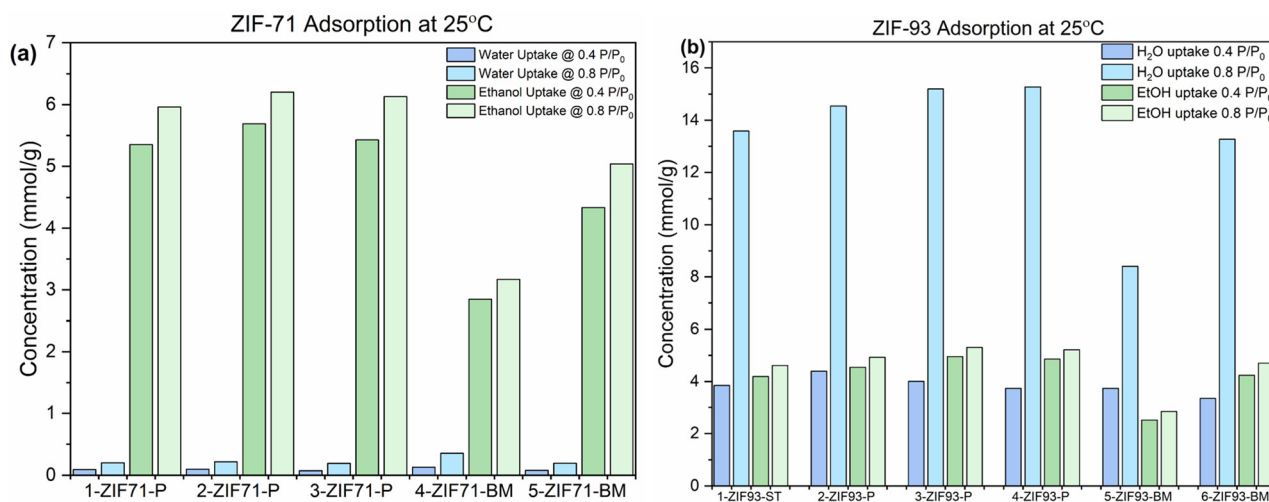 ZIF-71 Adsorption at 25°C
(a)
Water Uptake @ 0.4 P/P₀
Water Uptake @ 0.8 P/P₀
Ethanol Uptake @ 0.4 P/P₀
Ethanol Uptake @ 0.8 P/P₀
Concentration (mmol/g)
7
6
5
4
3
2
1
0
1-ZIF71-P 2-ZIF71-P 3-ZIF71-P 4-ZIF71-BM 5-ZIF71-BM
ZIF-93 Adsorption at 25°C
(b)
H₂O uptake 0.4 P/P₀
H₂O uptake 0.8 P/P₀
EtOH uptake 0.4 P/P₀
EtOH uptake 0.8 P/P₀
Concentration (mmol/g)
16
14
12
10
8
6
4
2
0
1-ZIF93-ST 2-ZIF93-P 3-ZIF93-P 4-ZIF93-P 5-ZIF93-BM 6-ZIF93-BM